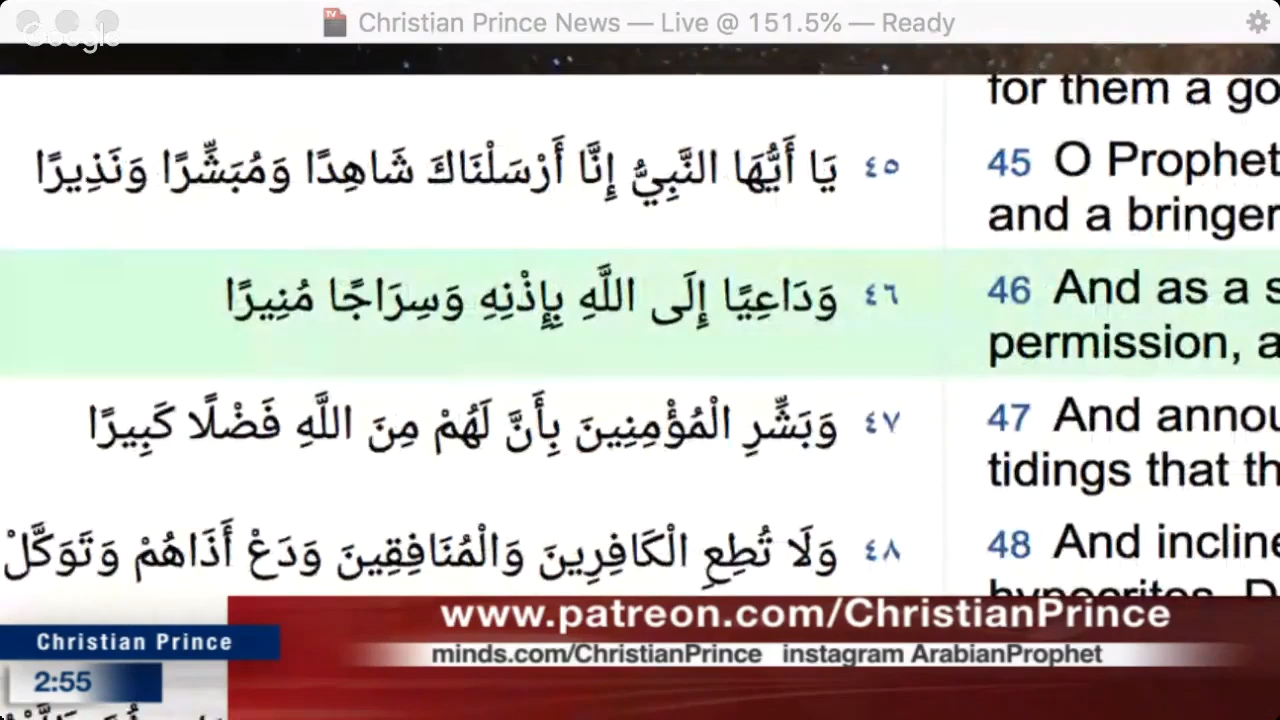 Christian Prince News — Live @ 151.5% — Ready
Google
for them a go
يَا أَيُّهَا النَّبِيُّ إِنَّا أَرْسَلْنَاكَ شَاهِدًا وَمُبَشِّرًا وَنَذِيرًا ٤٥
45 O Prophet
and a bringer
وَدَاعِيًا إِلَى اللَّهِ بِإِذْنِهِ وَسِرَاجًا مُنِيرًا ٤٦
46 And as a s
permission, a
وَبَشِّرِ الْمُؤْمِنِينَ بِأَنَّ لَهُمْ مِنَ اللَّهِ فَضْلًا كَبِيرًا ٤٧
47 And annou
tidings that th
وَلَا تُطِعِ الْكَافِرِينَ وَالْمُنَافِقِينَ وَدَعْ أَذَاهُمْ وَتَوَكَّلْ ٤٨
48 And incline
hypocrites. D
www.patreon.com/ChristianPrince
Christian Prince
minds.com/ChristianPrince instagram ArabianProphet
2:55